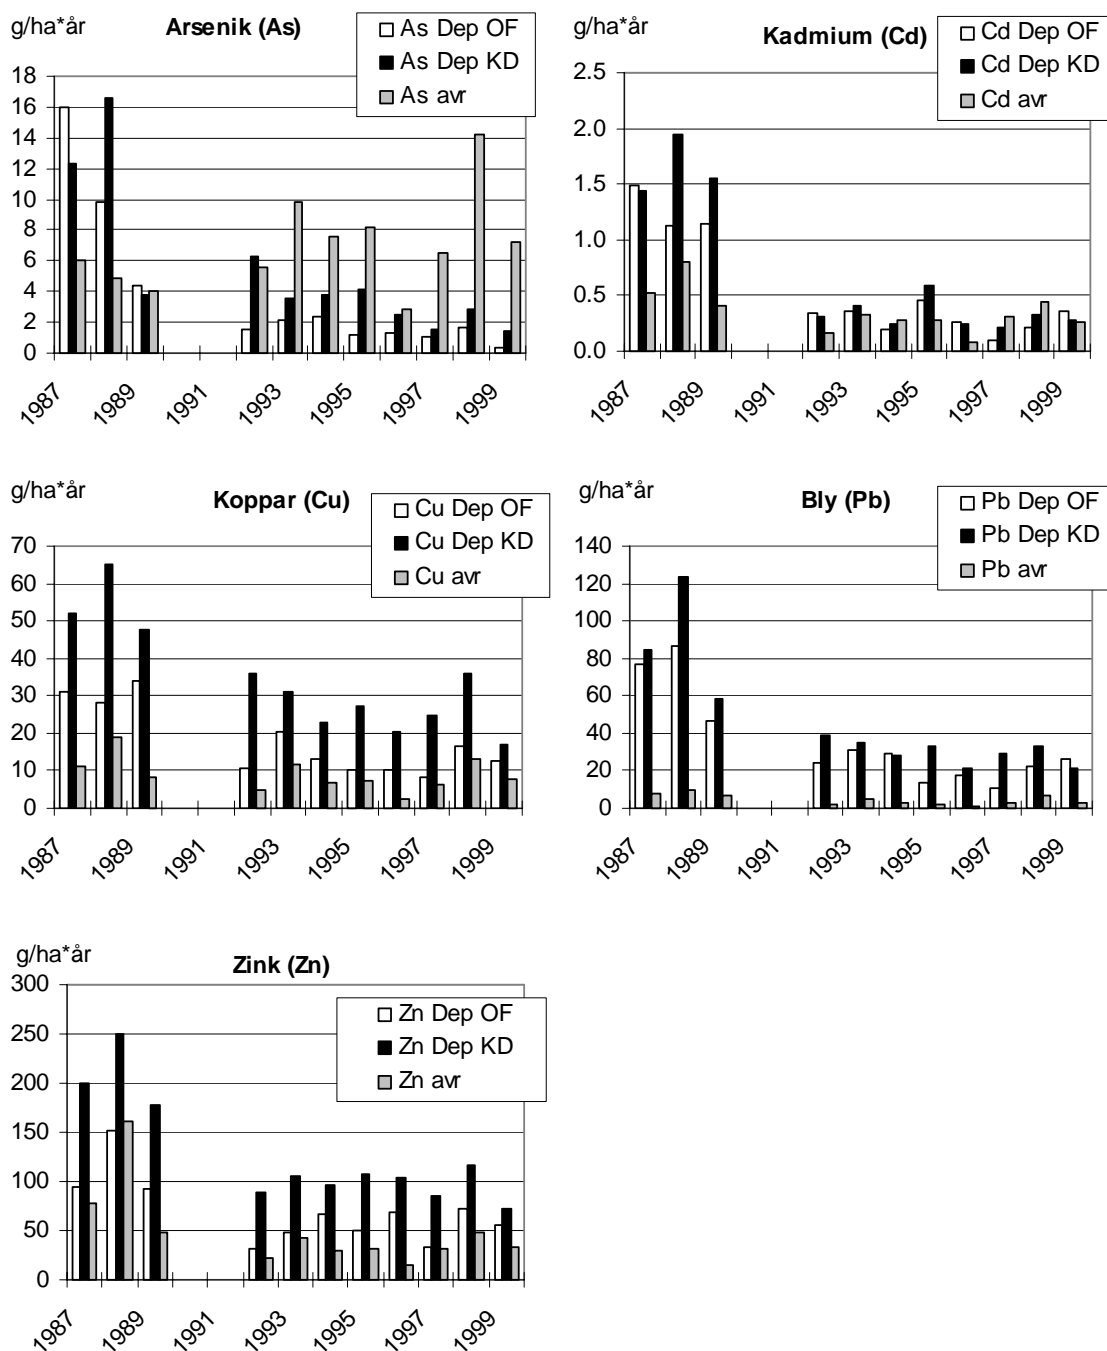 g/ha*år
Arsenik (As)
As Dep OF
As Dep KD
As avr
18
16
14
12
10
8
6
4
2
0
1987
1989
1991
1993
1995
1997
1999
g/ha*år
Kadmium (Cd)
Cd Dep OF
Cd Dep KD
Cd avr
2.5
2.0
1.5
1.0
0.5
0.0
1987
1989
1991
1993
1995
1997
1999
g/ha*år
Koppar (Cu)
Cu Dep OF
Cu Dep KD
Cu avr
70
60
50
40
30
20
10
0
1987
1989
1991
1993
1995
1997
1999
g/ha*år
Bly (Pb)
Pb Dep OF
Pb Dep KD
Pb avr
140
120
100
80
60
40
20
0
1987
1989
1991
1993
1995
1997
1999
g/ha*år
Zink (Zn)
Zn Dep OF
Zn Dep KD
Zn avr
300
250
200
150
100
50
0
1987
1989
1991
1993
1995
1997
1999